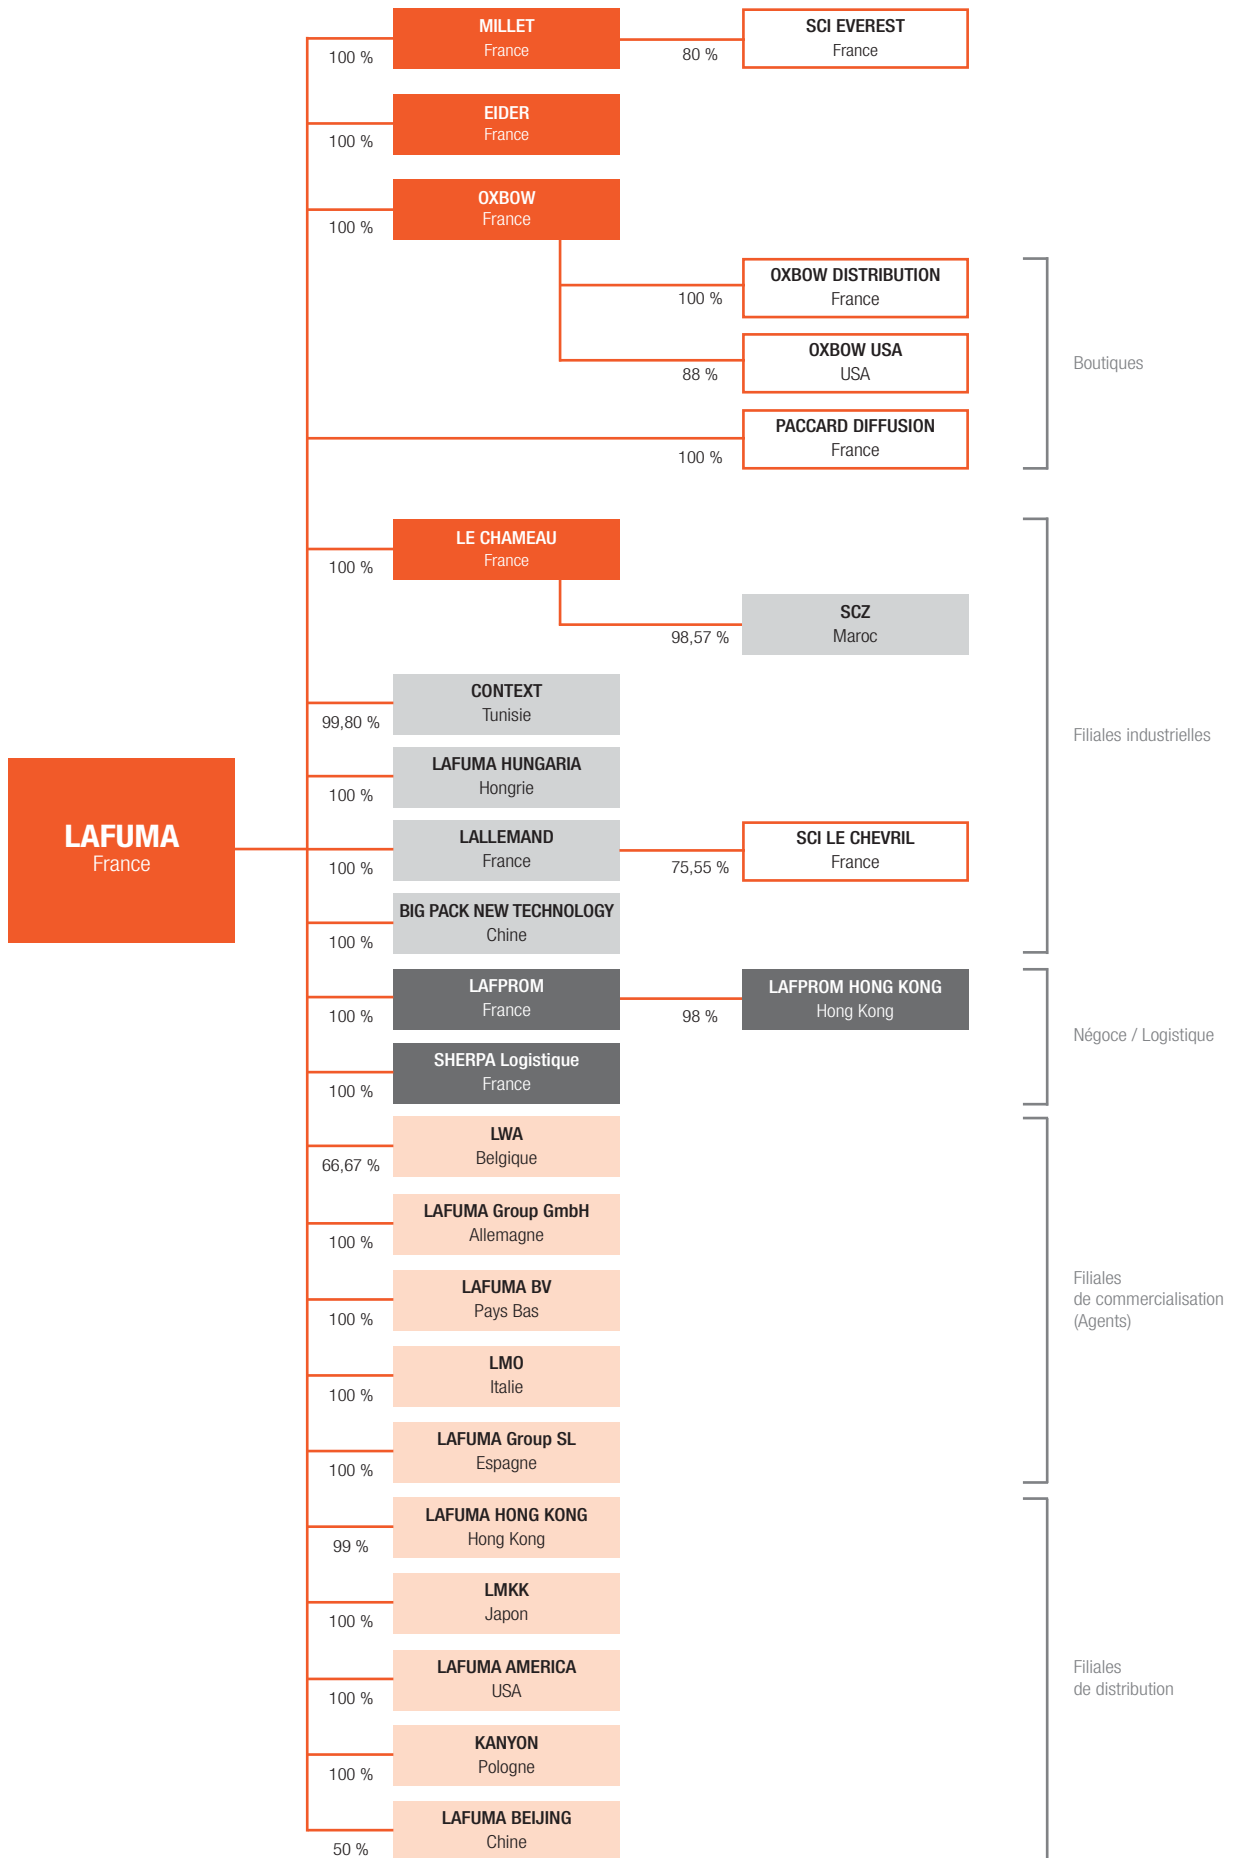 MILLET
France
100 %
SCI EVEREST
France
80 %
EIDER
France
100 %
OXBOW
France
100 %
OXBOW DISTRIBUTION
France
100 %
OXBOW USA
USA
88 %
Boutiques
PACCARD DIFFUSION
France
100 %
LE CHAMEAU
France
100 %
SCZ
Maroc
98,57 %
CONTEXT
Tunisie
99,80 %
Filiales industrielles
LAFUMA HUNGARIA
Hongrie
100 %
LAFUMA
France
LALLEMAND
France
100 %
SCI LE CHEVRIL
France
75,55 %
BIG PACK NEW TECHNOLOGY
Chine
100 %
LAFPROM
France
100 %
LAFPROM HONG KONG
Hong Kong
98 %
Négoce / Logistique
SHERPA Logistique
France
100 %
LWA
Belgique
66,67 %
LAFUMA Group GmbH
Allemagne
100 %
LAFUMA BV
Pays Bas
100 %
Filiales
de commercialisation
(Agents)
LMO
Italie
100 %
LAFUMA Group SL
Espagne
100 %
LAFUMA HONG KONG
Hong Kong
99 %
LMKK
Japon
100 %
LAFUMA AMERICA
USA
100 %
Filiales
de distribution
KANYON
Pologne
100 %
LAFUMA BEIJING
Chine
50 %